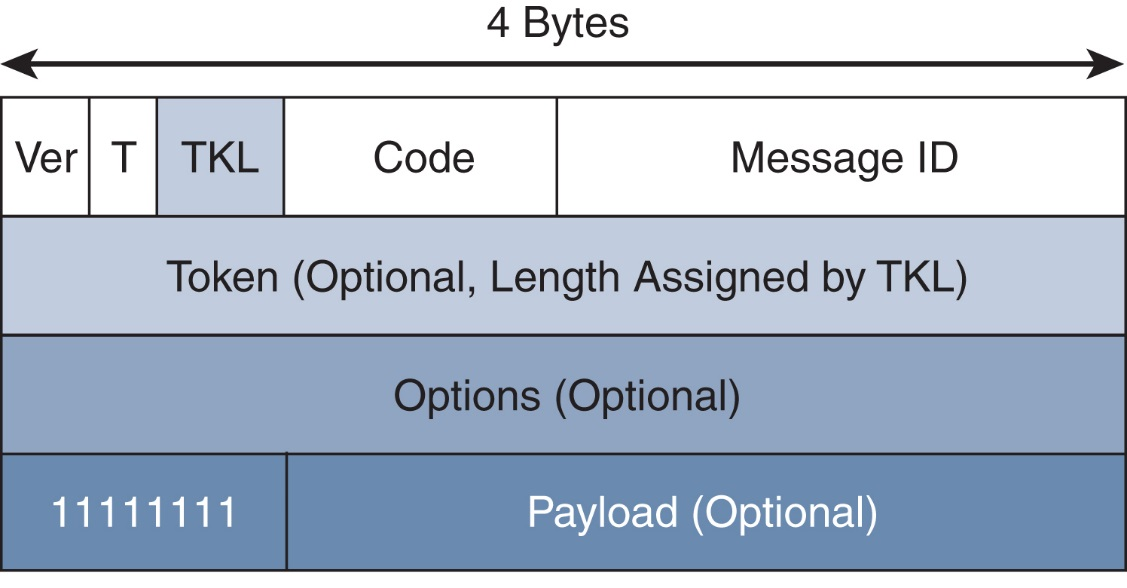 4 Bytes
Ver T TKL Code Message ID
Token (Optional, Length Assigned by TKL)
Options (Optional)
11111111 Payload (Optional)